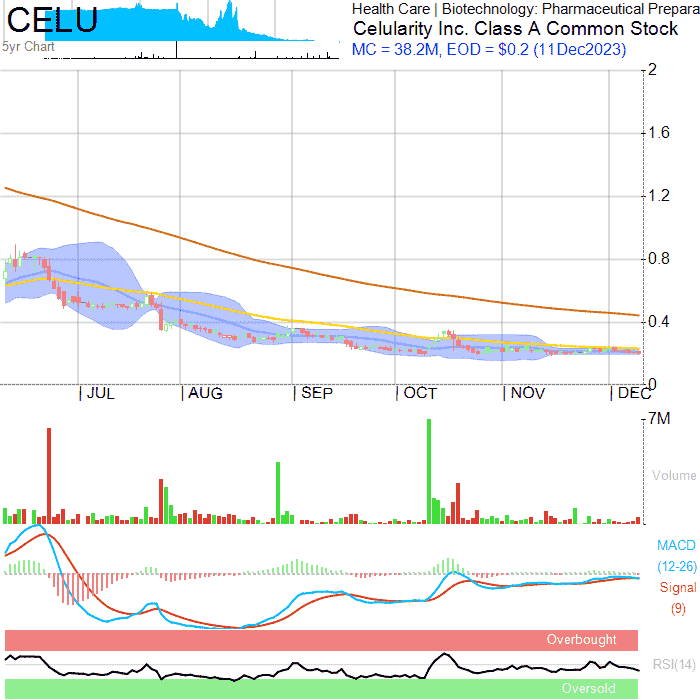 CELU
5yr Chart
Health Care | Biotechnology: Pharmaceutical Prepara
Celularity Inc. Class A Common Stock
MC = 38.2M, EOD = $0.2 (11Dec2023)
2
1.6
1.2
0.8
0.4
0
JUL AUG SEP OCT NOV DEC
7M
Volume
MACD
(12-26)
Signal
(9)
Overbought
RSI(14)
Oversold